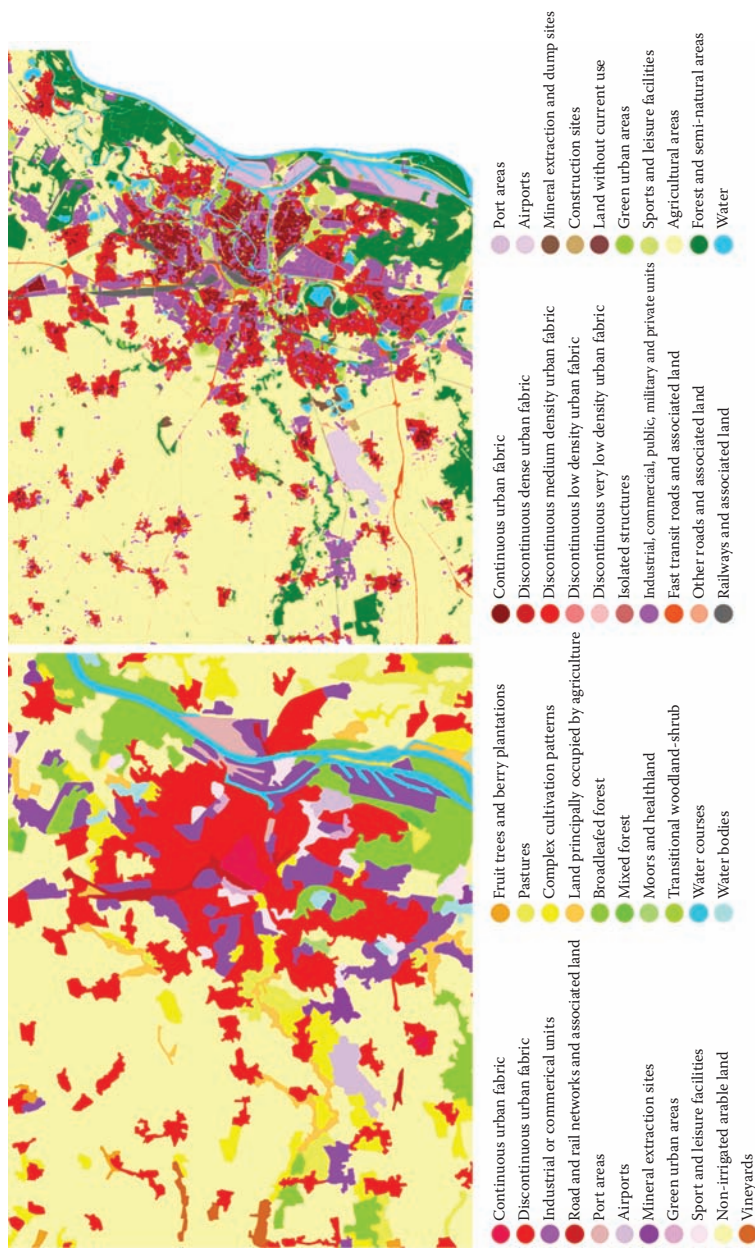 Continuous urban fabric
Discontinuous urban fabric
Industrial or commerical units
Road and rail networks and associated land
Port areas
Airports
Mineral extraction sites
Green urban areas
Sport and leisure facilities
Non-irrigated arable land
Vineyards
Fruit trees and berry plantations
Pastures
Complex cultivation patterns
Land principally occupied by agriculture
Broadleafed forest
Mixed forest
Moors and healthland
Transitional woodland-shrub
Water courses
Water bodies
Continuous urban fabric
Discontinuous dense urban fabric
Discontinuous medium density urban fabric
Discontinuous low density urban fabric
Discontinuous very low density urban fabric
Isolated structures
Industrial, commercial, public, military and private units
Fast transit roads and associated land
Other roads and associated land
Railways and associated land
Port areas
Airports
Mineral extraction and dump sites
Construction sites
Land without current use
Green urban areas
Sports and leisure facilities
Agricultural areas
Forest and semi-natural areas
Water